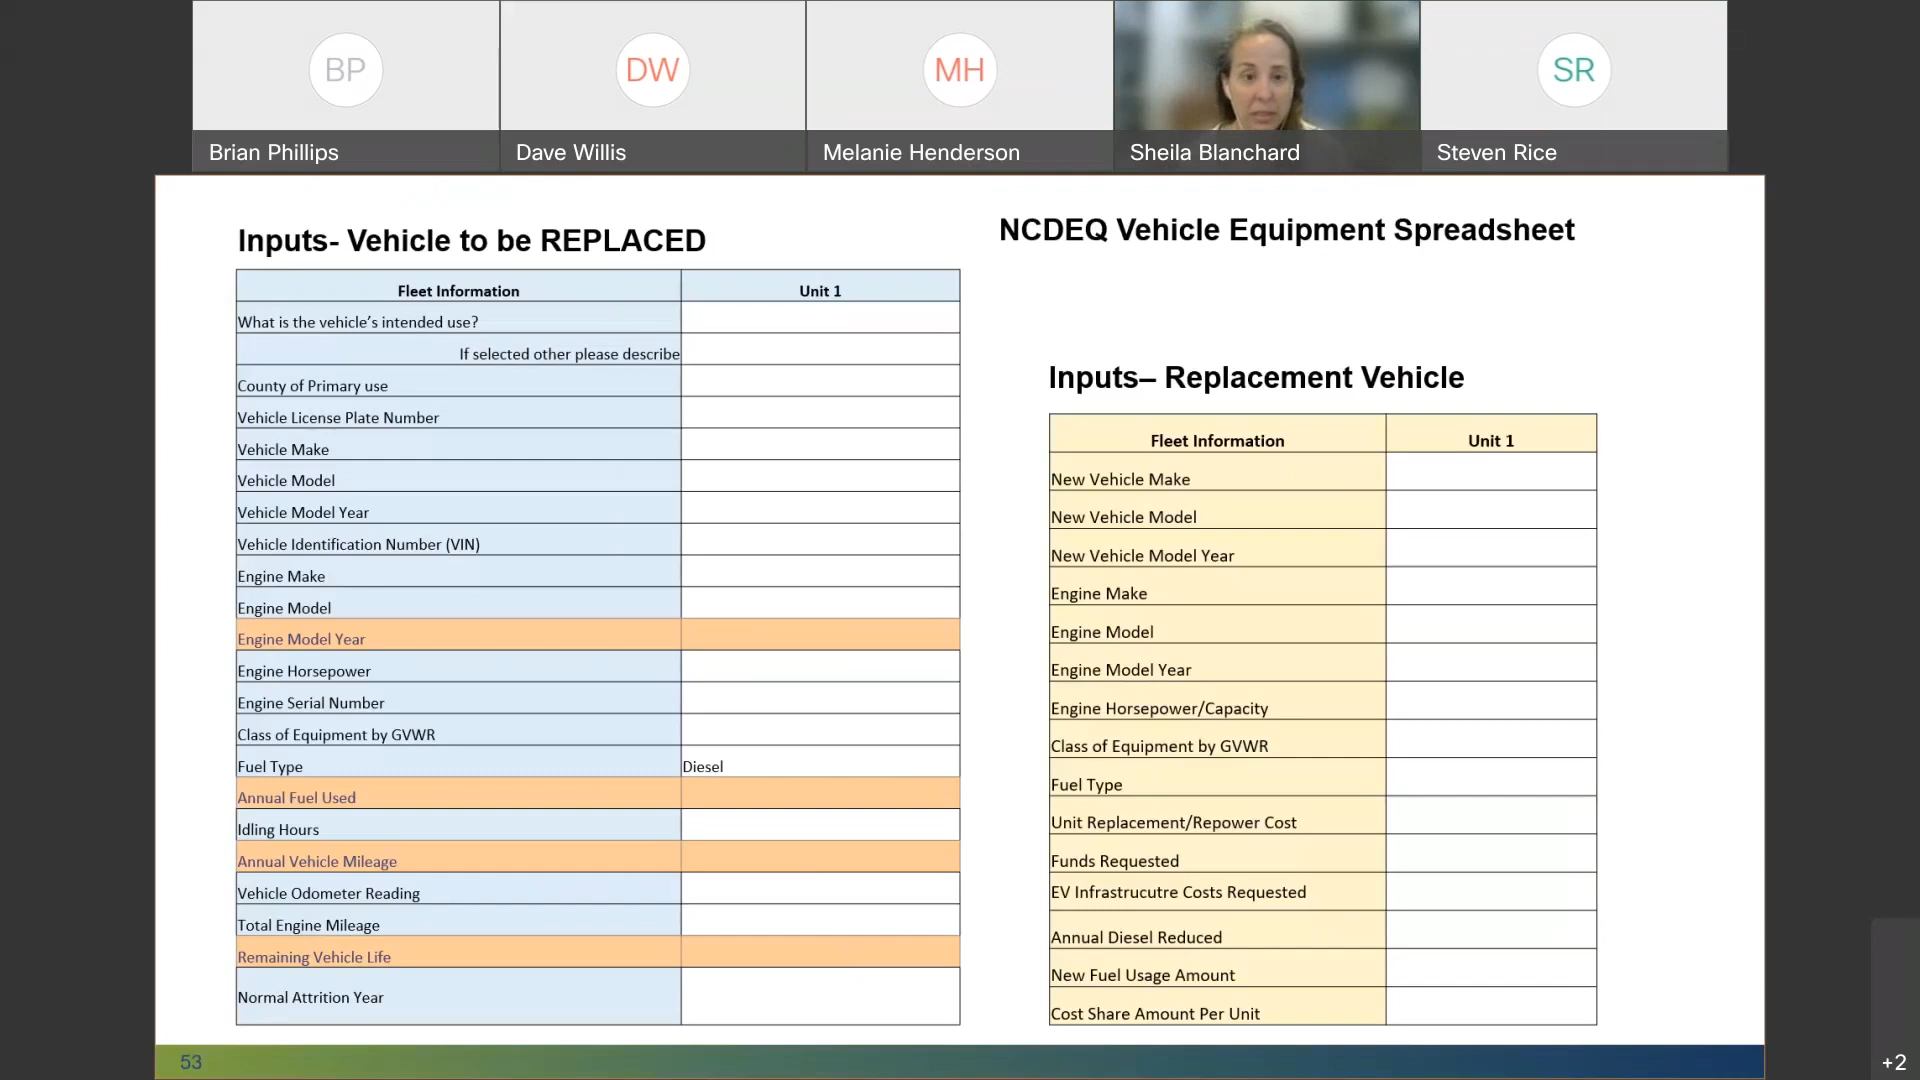 BP
DW
MH
SR
Brian Phillips
Dave Willis
Melanie Henderson
Sheila Blanchard
Steven Rice
Inputs- Vehicle to be REPLACED
Fleet Information Unit 1
What is the vehicle’s intended use?
If selected other please describe
County of Primary use
Vehicle License Plate Number
Vehicle Make
Vehicle Model
Vehicle Model Year
Vehicle Identification Number (VIN)
Engine Make
Engine Model
Engine Model Year
Engine Horsepower
Engine Serial Number
Class of Equipment by GVWR
Fuel Type Diesel
Annual Fuel Used
Idling Hours
Annual Vehicle Mileage
Vehicle Odometer Reading
Total Engine Mileage
Remaining Vehicle Life
Normal Attrition Year
NCDEQ Vehicle Equipment Spreadsheet
Inputs– Replacement Vehicle
Fleet Information Unit 1
New Vehicle Make
New Vehicle Model
New Vehicle Model Year
Engine Make
Engine Model
Engine Model Year
Engine Horsepower/Capacity
Class of Equipment by GVWR
Fuel Type
Unit Replacement/Repower Cost
Funds Requested
EV Infrastrucutre Costs Requested
Annual Diesel Reduced
New Fuel Usage Amount
Cost Share Amount Per Unit
53
+2